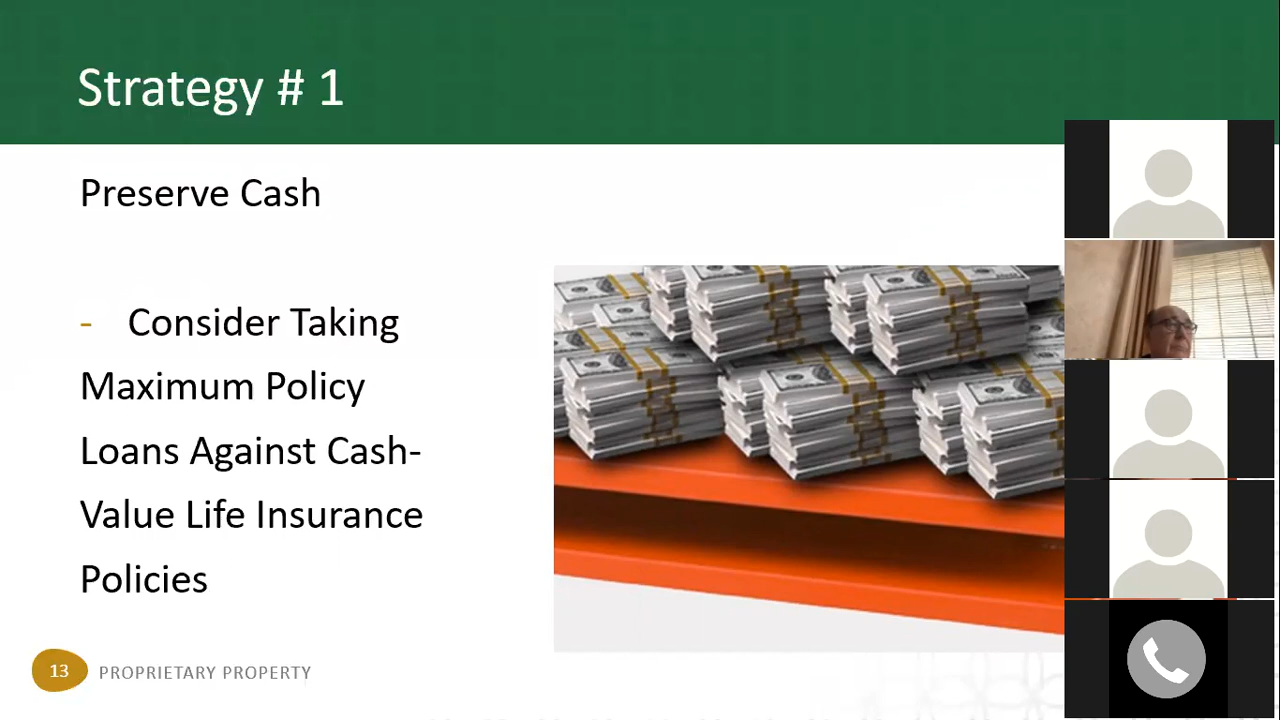 Strategy # 1
Preserve Cash
- Consider Taking
Maximum Policy
Loans Against Cash-
Value Life Insurance
Policies
13 PROPRIETARY PROPERTY